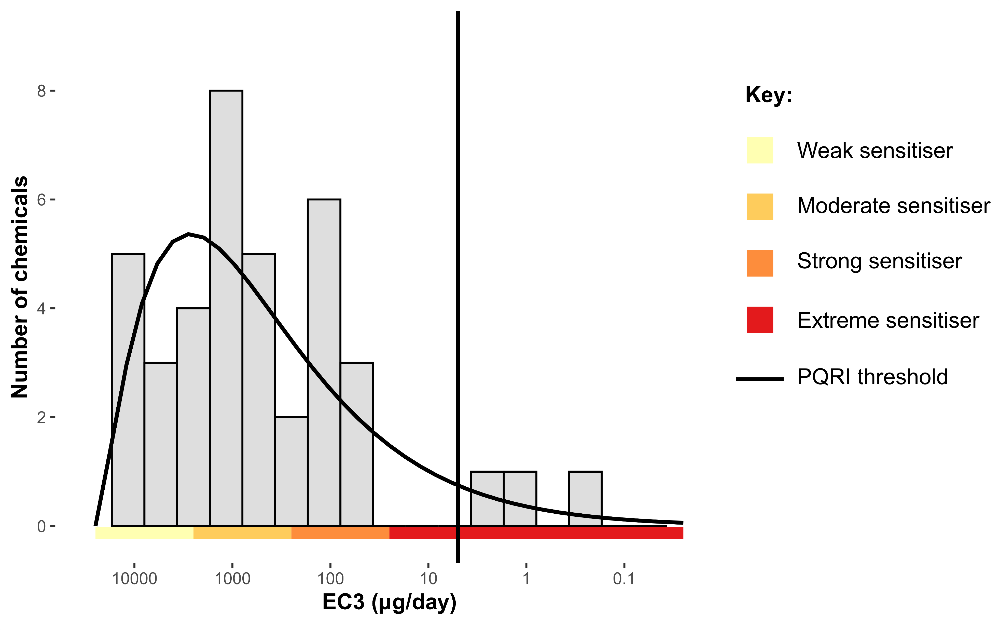 Number of chemicals
8
6
4
2
0
10000 1000 100 10 1 0.1
EC3 (μg/day)
Key:
Weak sensitiser
Moderate sensitiser
Strong sensitiser
Extreme sensitiser
PQRI threshold